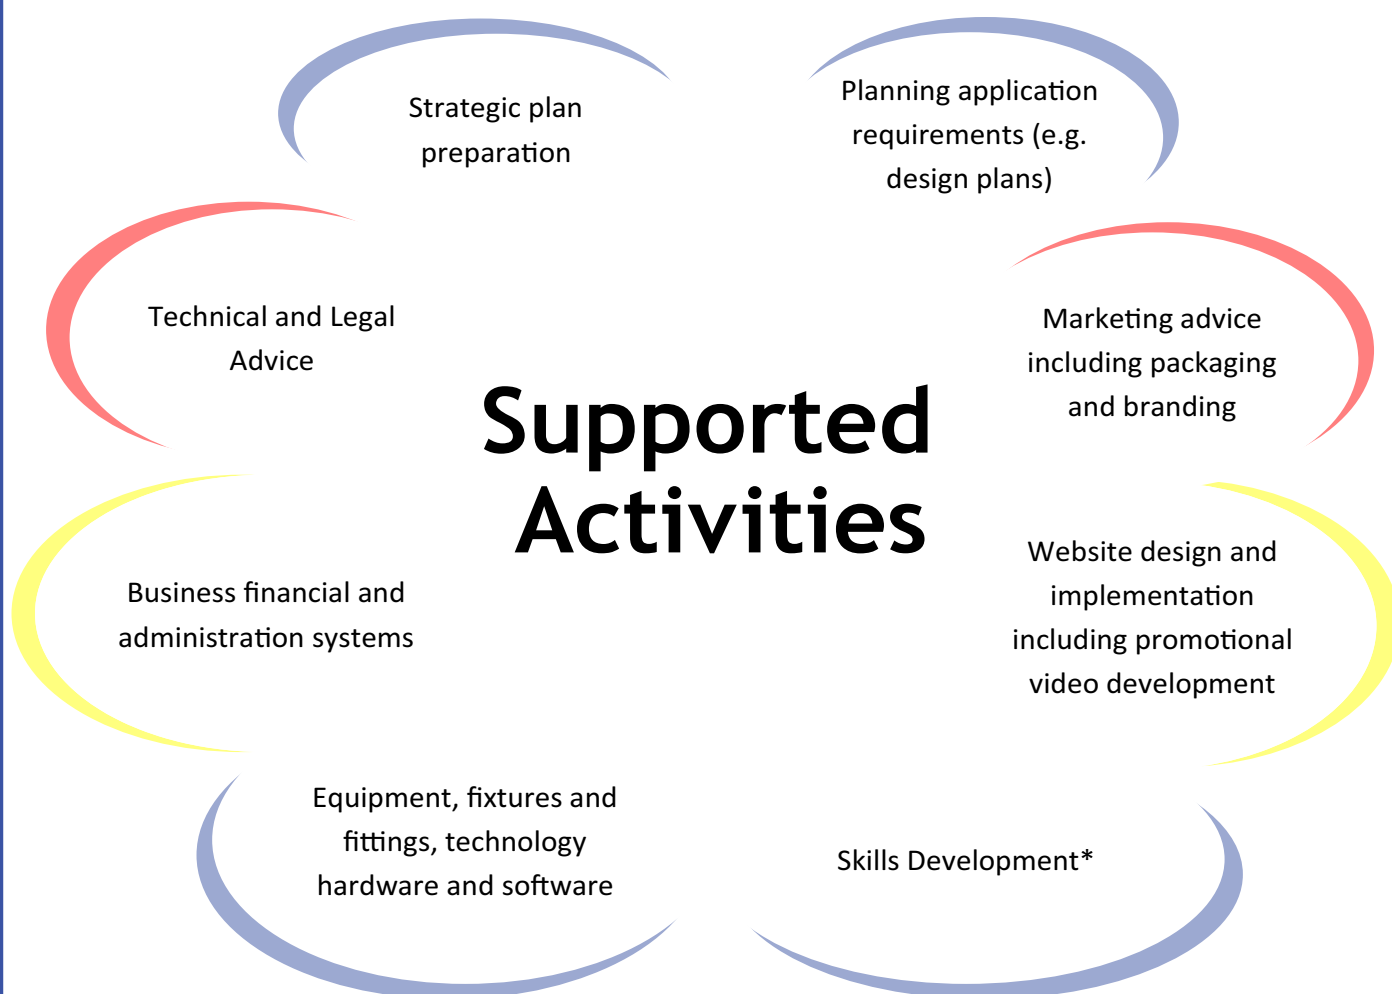 Strategic plan
preparation
Planning application
requirements (e.g.
design plans)
Technical and Legal
Advice
Marketing advice
including packaging
and branding
Supported
Activities
Business financial and
administration systems
Website design and
implementation
including promotional
video development
Equipment, fixtures and
fittings, technology
hardware and software
Skills Development*